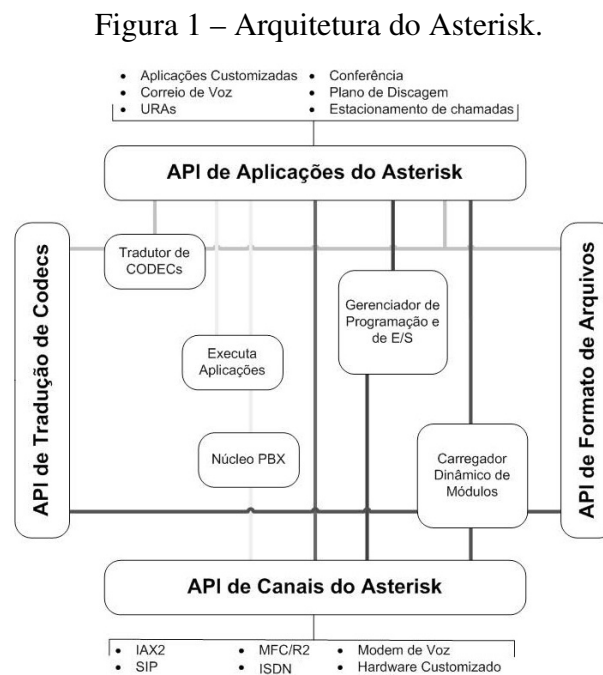 Figura 1 – Arquitetura do Asterisk.
• Aplicações Customizadas
• Correio de Voz
• URAs
• Conferência
• Plano de Discagem
• Estacionamento de chamadas
API de Aplicações do Asterisk
API de Tradução de Codecs
Tradutor de
CODECs
Executa
Aplicações
Núcleo PBX
Gerenciador de
Programação e
de E/S
Carregador
Dinâmico de
Módulos
API de Formato de Arquivos
API de Canais do Asterisk
• IAX2
• SIP
• MFC/R2
• ISDN
• Modem de Voz
• Hardware Customizado